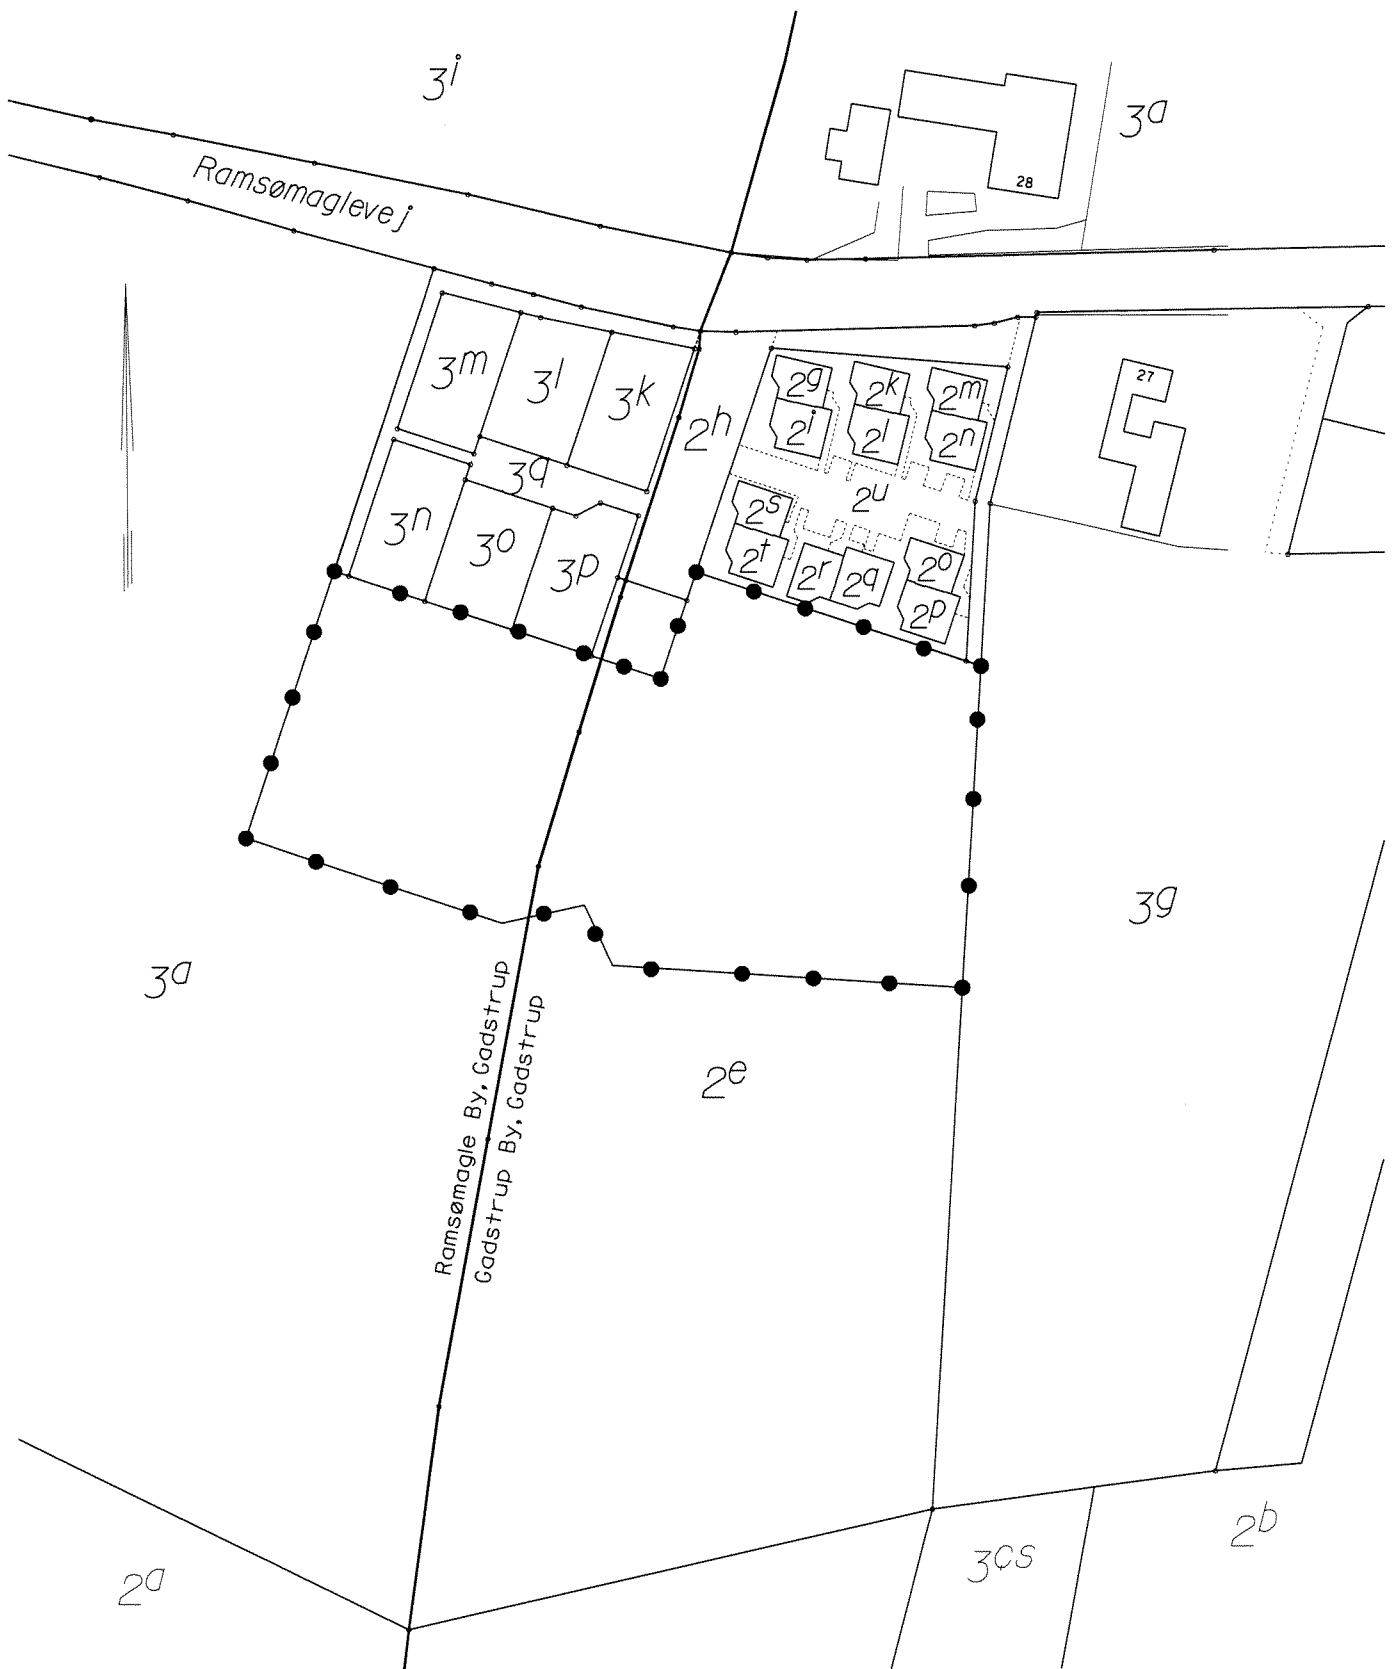 3i
3a
28
Ramsømaglevej
27
3m
3l
3k
2h
2g
2k
2m
2i
2l
2n
3q
2u
2s
3n
3o
3p
2t
2r
2q
2o
2p
3g
3a
Ramsømagle By, Gadstrup
Gadstrup By, Gadstrup
2e
2b
3cs
2a